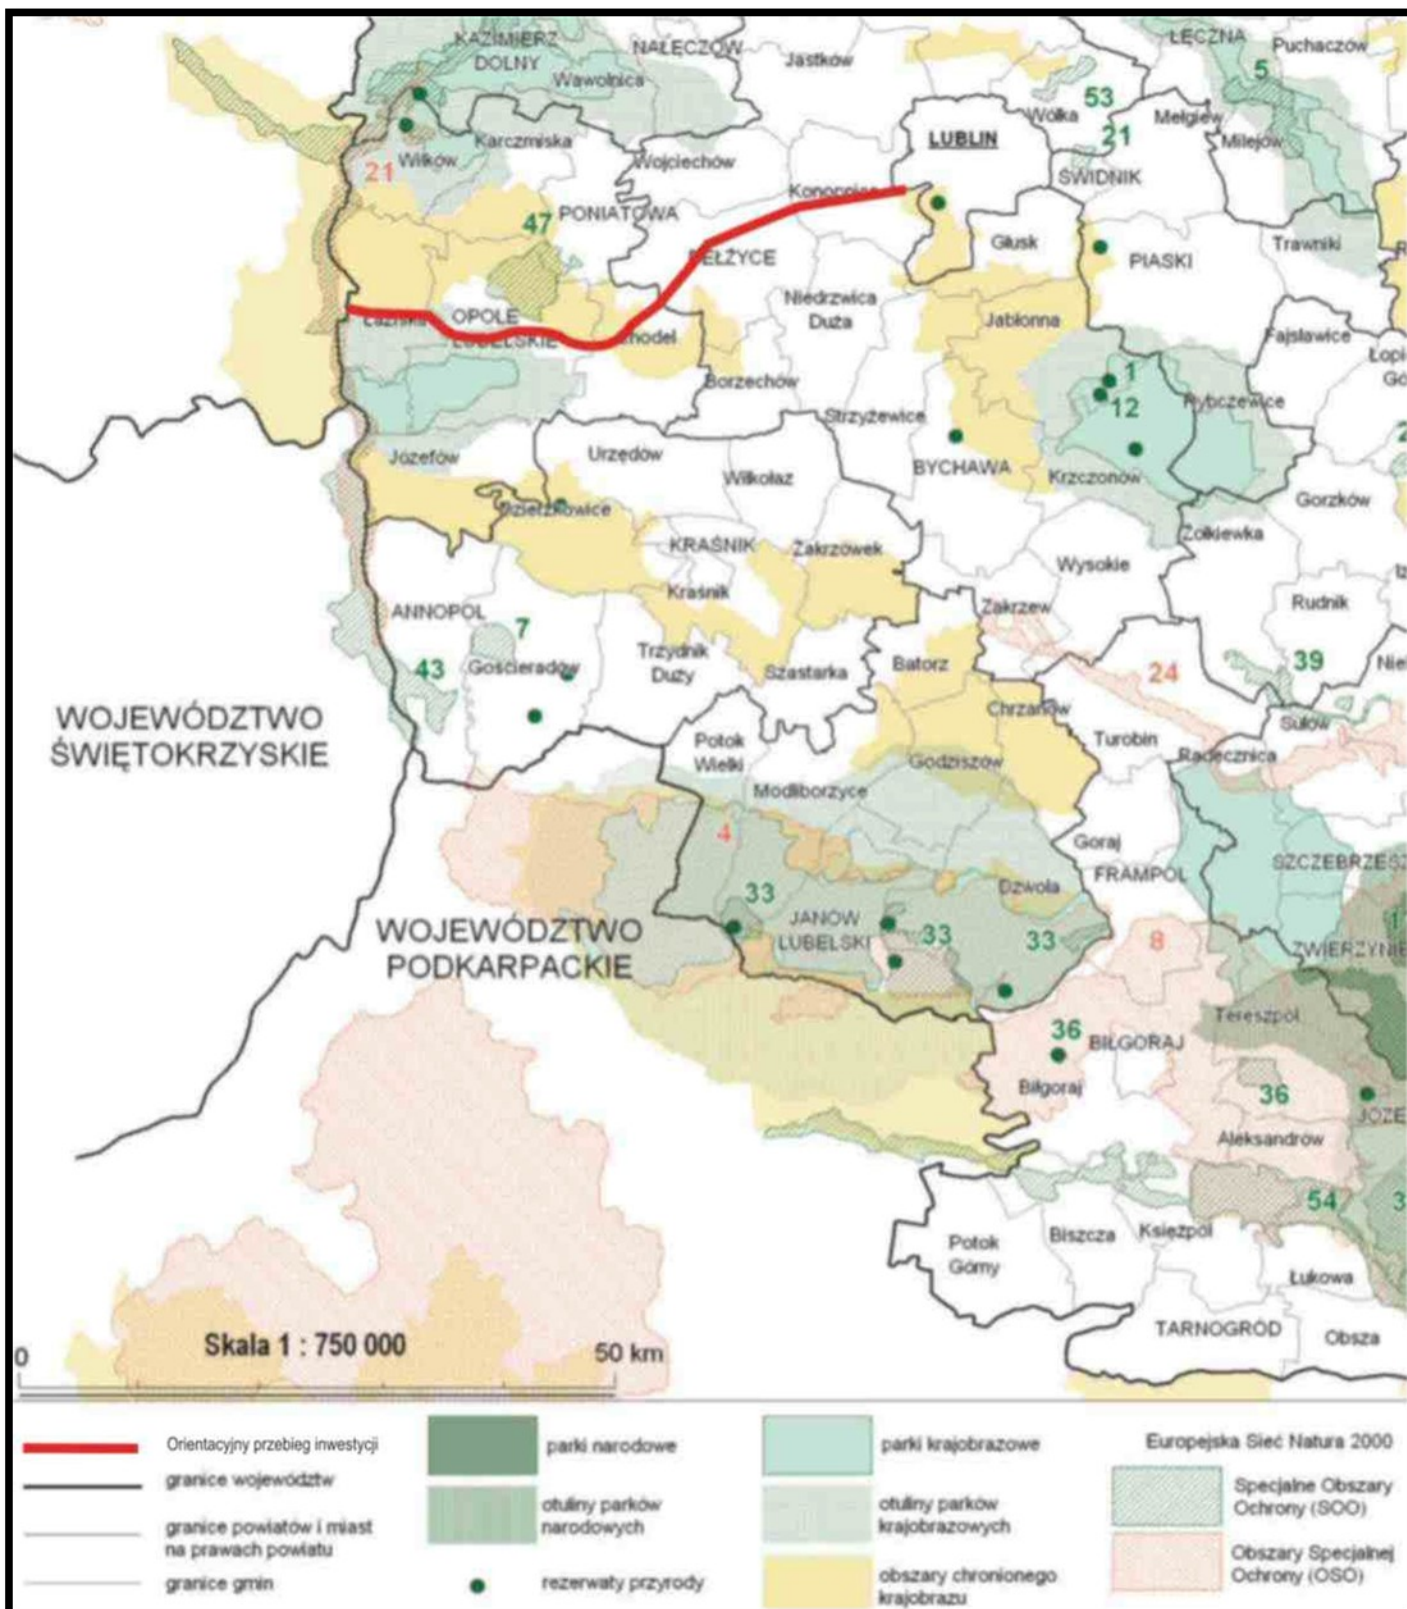 KAZIMIERZ
DOLNY
NAŁĘCZÓW
Jastków
ŁĘCZNA
Puchaczów
5
Wąwolnica
53
Wólka
Mełgiew
21
Milejów
LUBLIN
Karczmiska
Wilków
21
Wojciechów
ŚWIDNIK
Konopnica
47
PONIATOWA
Głusk
PIASKI
Trawniki
BEŁŻYCE
Niedrzwica
Duża
Jabłonna
Łaziska
OPOLE
LUBELSKIE
Chodel
Fajsławice
Borzechów
1
12
Rybczewice
Strzyżewice
Józefów
Urzędów
Wilkołaz
BYCHAWA
Krzczonów
Gorzków
Dzierzkowice
Żółkiewka
KRAŚNIK
Zakrzówek
Wysokie
Kraśnik
Zakrzew
Rudnik
ANNOPOL
7
Gościeradów
43
Trzydnik
Duży
Szastarka
Batorz
24
39
Chrzanów
Sułów
WOJEWÓDZTWO
ŚWIĘTOKRZYSKIE
Potok
Wielki
Turobin
Radecznica
Godziszów
Modliborzyce
4
Goraj
FRAMPOL
Dzwola
33
JANÓW
LUBELSKI
33
33
8
WOJEWÓDZTWO
PODKARPACKIE
Tereszpol
36
BIŁGORAJ
Biłgoraj
36
Aleksandrów
54
Potok
Górny
Biszcza
Księżpol
Łukowa
TARNOGRÓD
Obsza
Skala 1 : 750 000
0
50 km
Orientacyjny przebieg inwestycji
granice województw
granice powiatów i miast
na prawach powiatu
granice gmin
parki narodowe
otuliny parków
narodowych
rezerwaty przyrody
parki krajobrazowe
otuliny parków
krajobrazowych
obszary chronionego
krajobrazu
Europejska Sieć Natura 2000
Specjalne Obszary
Ochrony (SOO)
Obszary Specjalnej
Ochrony (OSO)